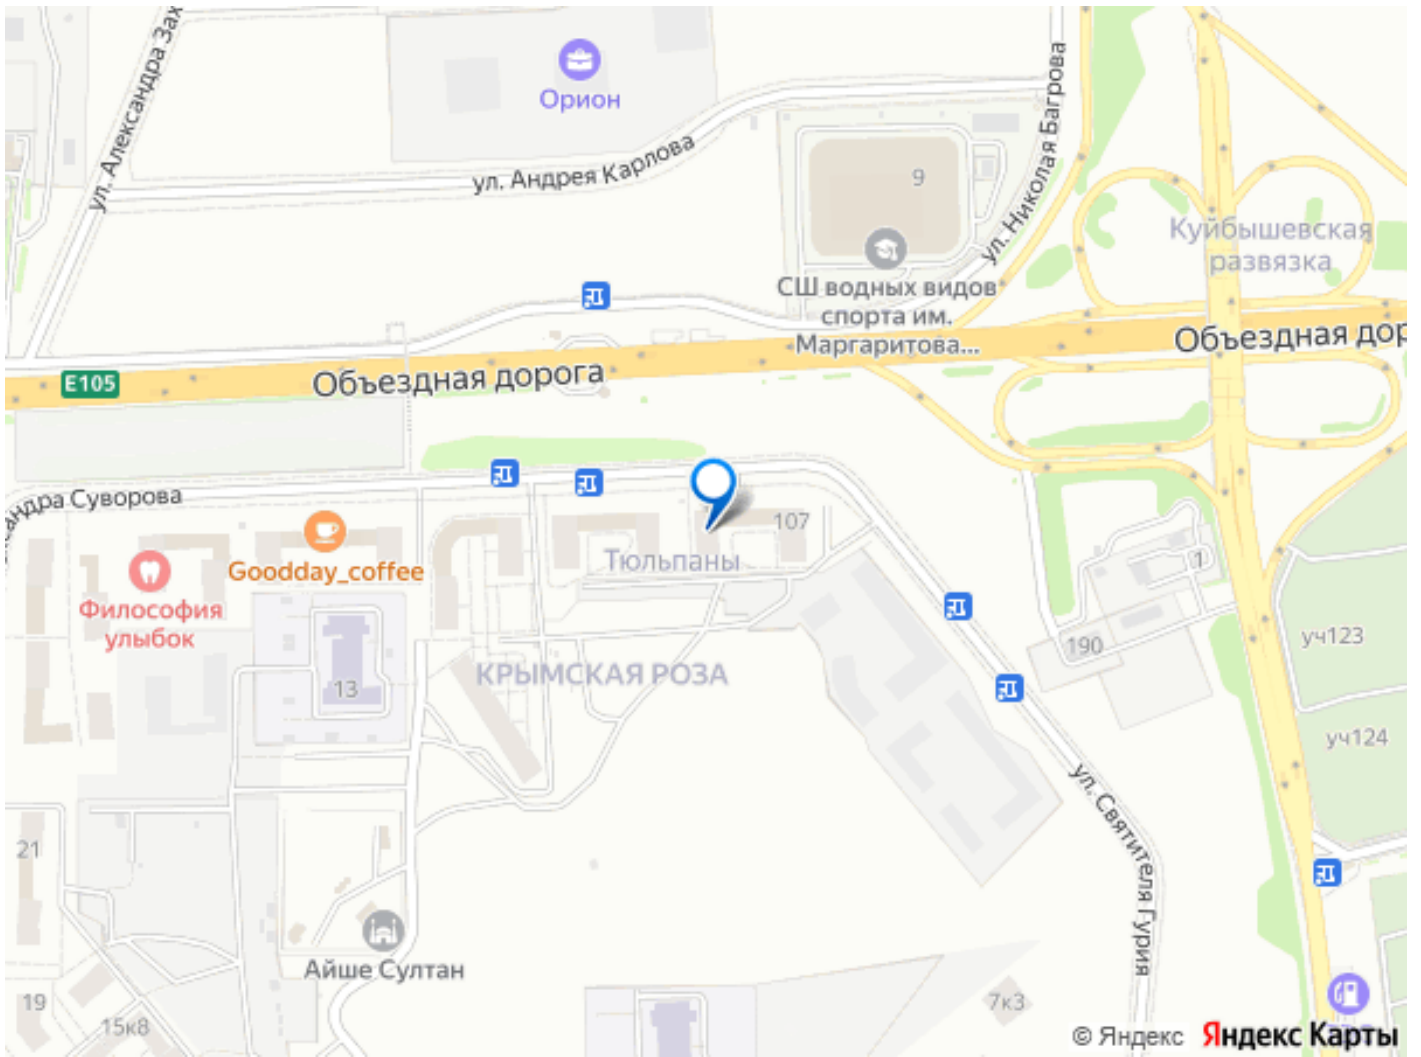 ул. Александра Зах
Орион
ул. Андрея Карлова
ул. Николая Багрова
9
СШ водных видов
спорта им.
Маргаритова...
Куйбышевская
развязка
E105
Объездная дорога
Объездная дор
ксандра Суворова
Goodday_coffee
Философия
улыбок
107
Тюльпаны
КРЫМСКАЯ РОЗА
13
1
190
уч123
уч124
ул. Святителя Гурия
21
Айше Султан
19
15к8
7к3
© Яндекс Яндекс Карты